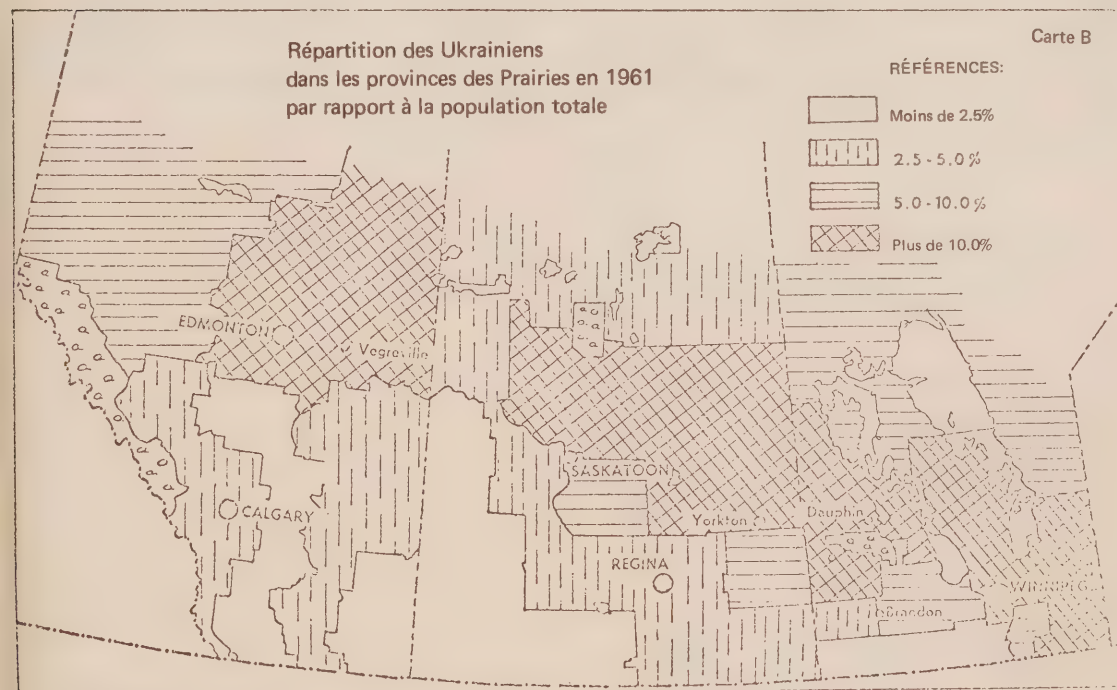 Carte B
Répartition des Ukrainiens
dans les provinces des Prairies en 1961
par rapport à la population totale
RÉFÉRENCES:
Moins de 2.5%
2.5 - 5.0 %
5.0 - 10.0 %
Plus de 10.0%
EDMONTON
Vegreville
SASKATOON
CALGARY
Yorkton
Dauphin
REGINA
WINNIPEG
Brandon